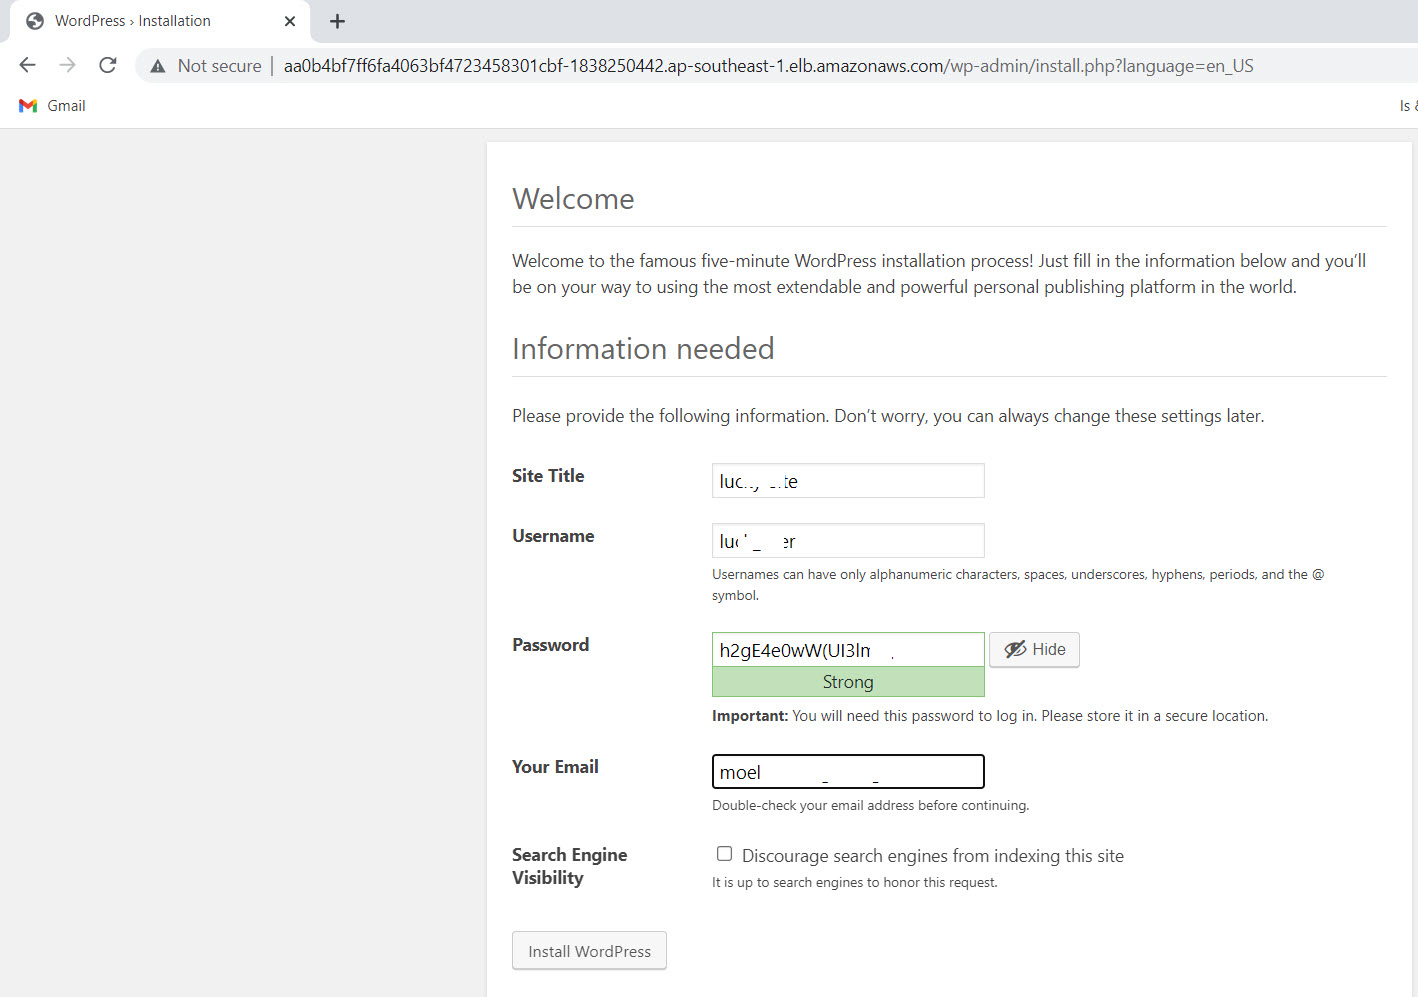 WordPress › Installation
Not secure | aa0b4bf7ff6fa4063bf4723458301cbf-1838250442.ap-southeast-1.elb.amazonaws.com/wp-admin/install.php?language=en_US
Gmail
Is
Welcome
Welcome to the famous five-minute WordPress installation process! Just fill in the information below and you’ll
be on your way to using the most extendable and powerful personal publishing platform in the world.
Information needed
Please provide the following information. Don’t worry, you can always change these settings later.
Site Title
Username
Usernames can have only alphanumeric characters, spaces, underscores, hyphens, periods, and the @
symbol.
Password
Hide
Strong
Important: You will need this password to log in. Please store it in a secure location.
Your Email
moel
Double-check your email address before continuing.
Search Engine
Visibility
Discourage search engines from indexing this site
It is up to search engines to honor this request.
Install WordPress